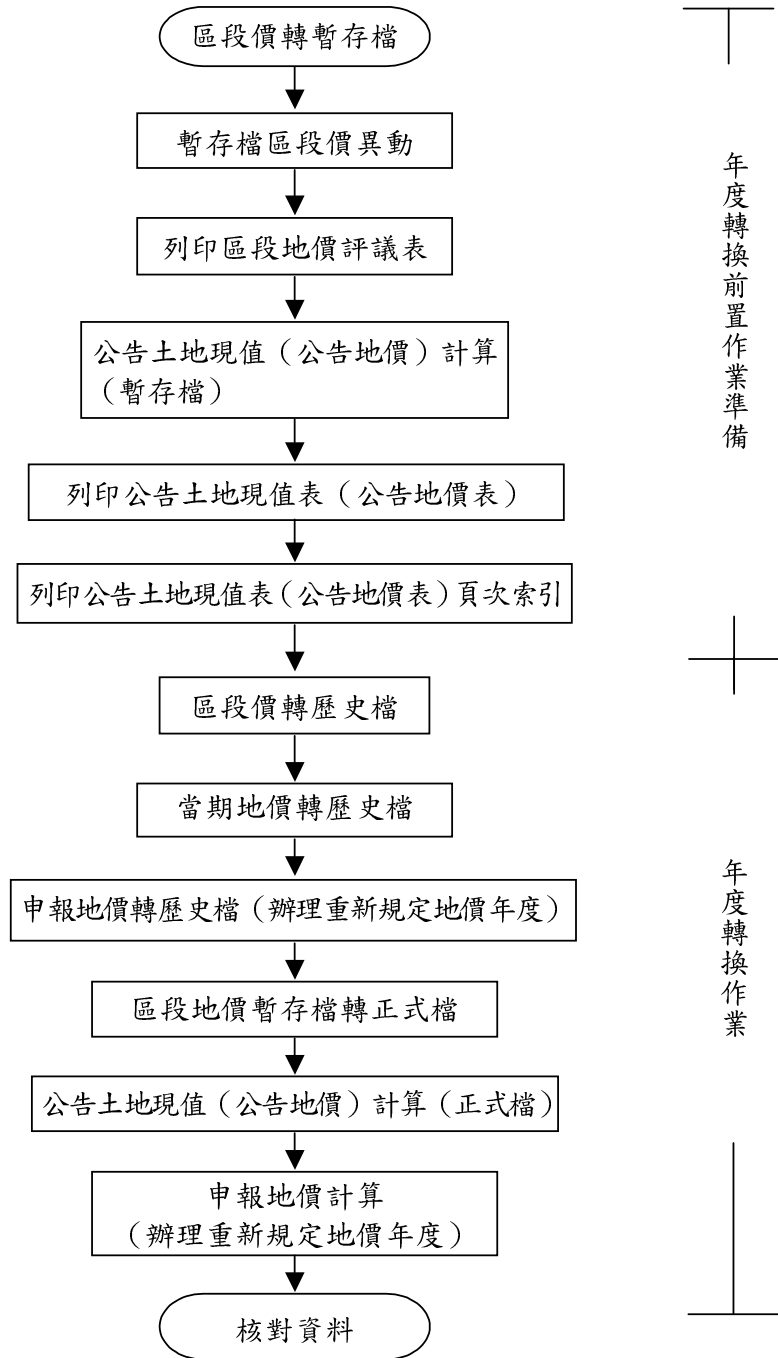 區段價轉暫存檔
暫存檔區段價異動
列印區段地價評議表
公告土地現值（公告地價）計算
（暫存檔）
列印公告土地現值表（公告地價表）
列印公告土地現值表（公告地價表）頁次索引
區段價轉歷史檔
當期地價轉歷史檔
申報地價轉歷史檔（辦理重新規定地價年度）
區段地價暫存檔轉正式檔
公告土地現值（公告地價）計算（正式檔）
申報地價計算
（辦理重新規定地價年度）
核對資料
年度轉換前置作業準備
年度轉換作業